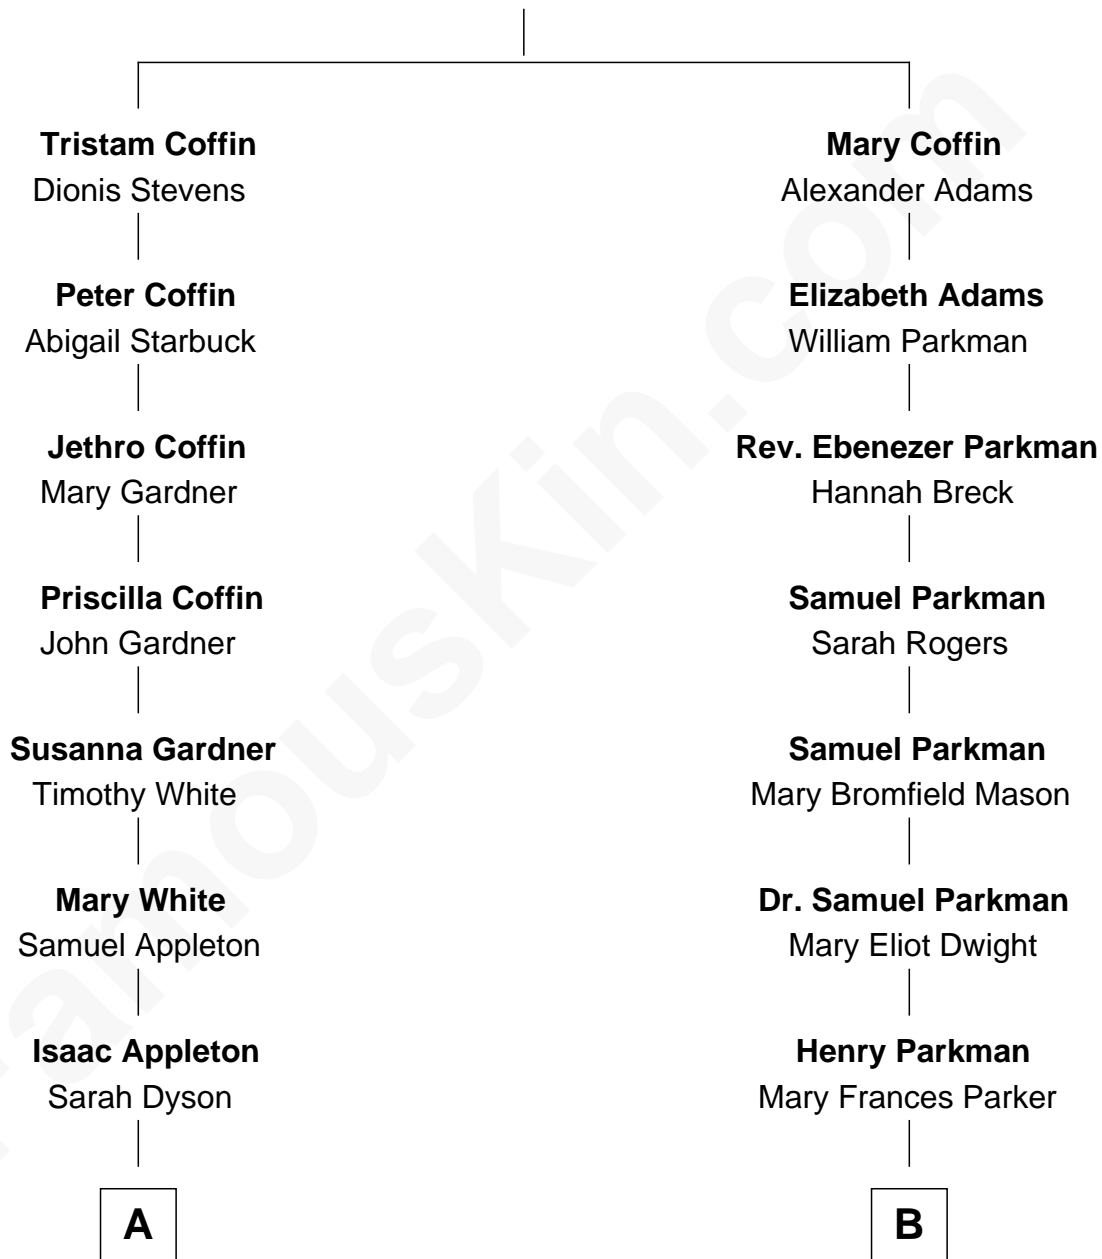 Tristam Coffin
Dionis Stevens
Peter Coffin
Abigail Starbuck
Jethro Coffin
Mary Gardner
Priscilla Coffin
John Gardner
Susanna Gardner
Timothy White
Mary White
Samuel Appleton
Isaac Appleton
Sarah Dyson
A
Mary Coffin
Alexander Adams
Elizabeth Adams
William Parkman
Rev. Ebenezer Parkman
Hannah Breck
Samuel Parkman
Sarah Rogers
Samuel Parkman
Mary Bromfield Mason
Dr. Samuel Parkman
Mary Eliot Dwight
Henry Parkman
Mary Frances Parker
B
FamousKin.com